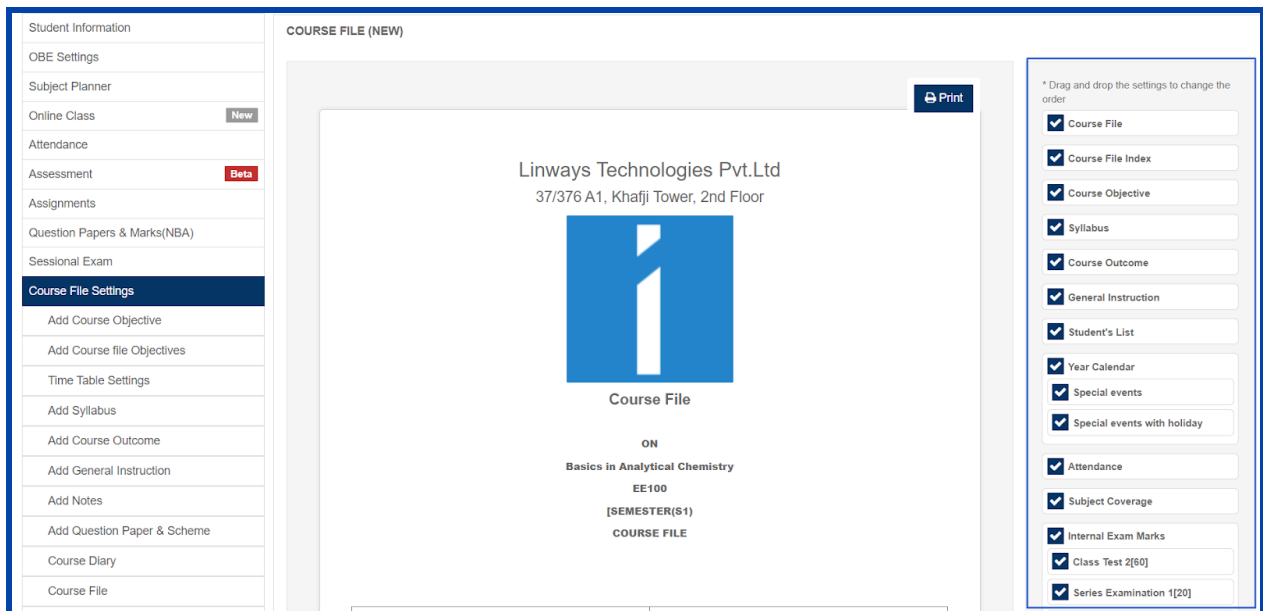 Student Information
OBE Settings
Subject Planner
Online Class New
Attendance
Assessment Beta
Assignments
Question Papers & Marks(NBA)
Sessional Exam
Course File Settings
Add Course Objective
Add Course file Objectives
Time Table Settings
Add Syllabus
Add Course Outcome
Add General Instruction
Add Notes
Add Question Paper & Scheme
Course Diary
Course File
COURSE FILE (NEW)
Print
Linways Technologies Pvt.Ltd
37/376 A1, Khafji Tower, 2nd Floor
Course File
ON
Basics in Analytical Chemistry
EE100
[SEMESTER(S1)
COURSE FILE
* Drag and drop the settings to change the
order
Course File
Course File Index
Course Objective
Syllabus
Course Outcome
General Instruction
Student's List
Year Calendar
Special events
Special events with holiday
Attendance
Subject Coverage
Internal Exam Marks
Class Test 2[60]
Series Examination 1[20]